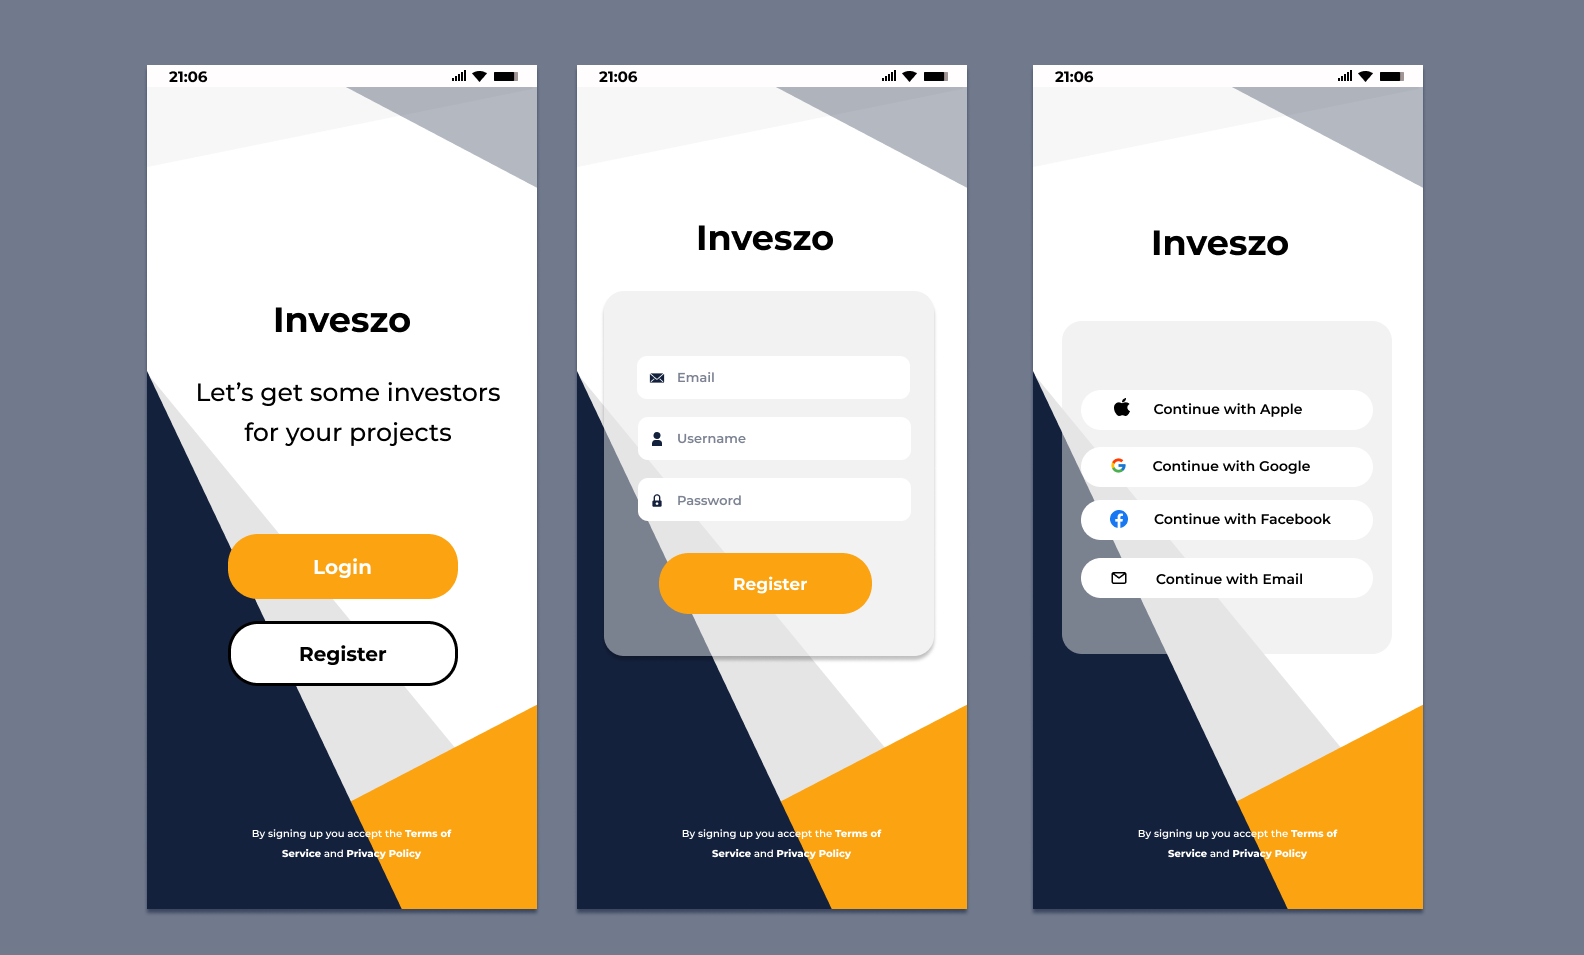 21:06
Inveszo
Let’s get some investors
for your projects
Login
Register
By signing up you accept the Terms of
Service and Privacy Policy
21:06
Inveszo
Email
Username
Password
Register
By signing up you accept the Terms of
Service and Privacy Policy
21:06
Inveszo
Continue with Apple
Continue with Google
Continue with Facebook
Continue with Email
By signing up you accept the Terms of
Service and Privacy Policy